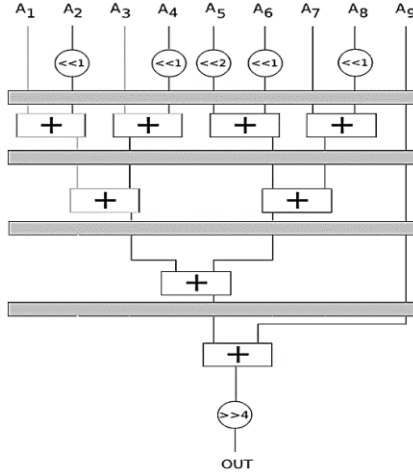 A1 A2 A3 A4 A5 A6 A7 A8 A9
<<1 <<1 <<2 <<1 <<1
+ + + +
+ +
+
+
>>4
OUT